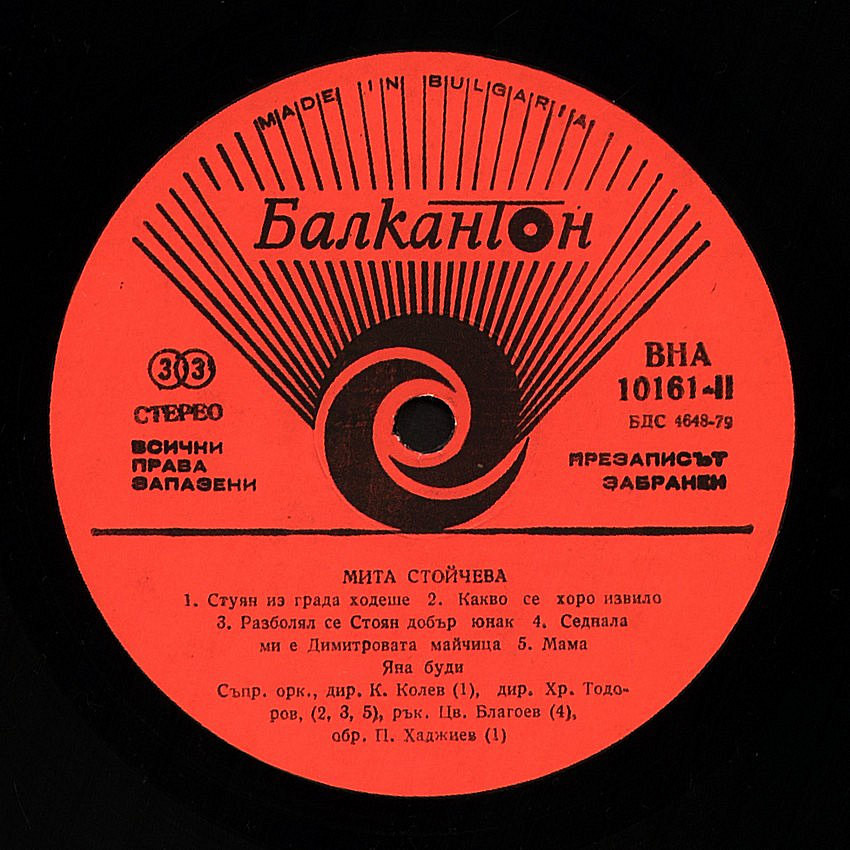 MADE IN BULGARIA
Балкантон
33
СТЕРЕО
ВСИЧНИ
ПРАВА
ЗАПАЗЕНИ
ВНА
10161-II
БДС 4648-79
ПРЕЗАПИСЪТ
ЗАБРАНЕН
МИТА СТОЙЧЕВА
1. Стуян из града ходеше 2. Какво се хоро извило
3. Разболял се Стоян добър юнак 4. Седнала
ми е Димитровата майчица 5. Мама
Яна буди
Съпр. орк., дир. К. Колев (1), дир. Хр. Тодо-
ров, (2, 3, 5), рък. Цв. Благоев (4),
обр. П. Хаджиев (1)